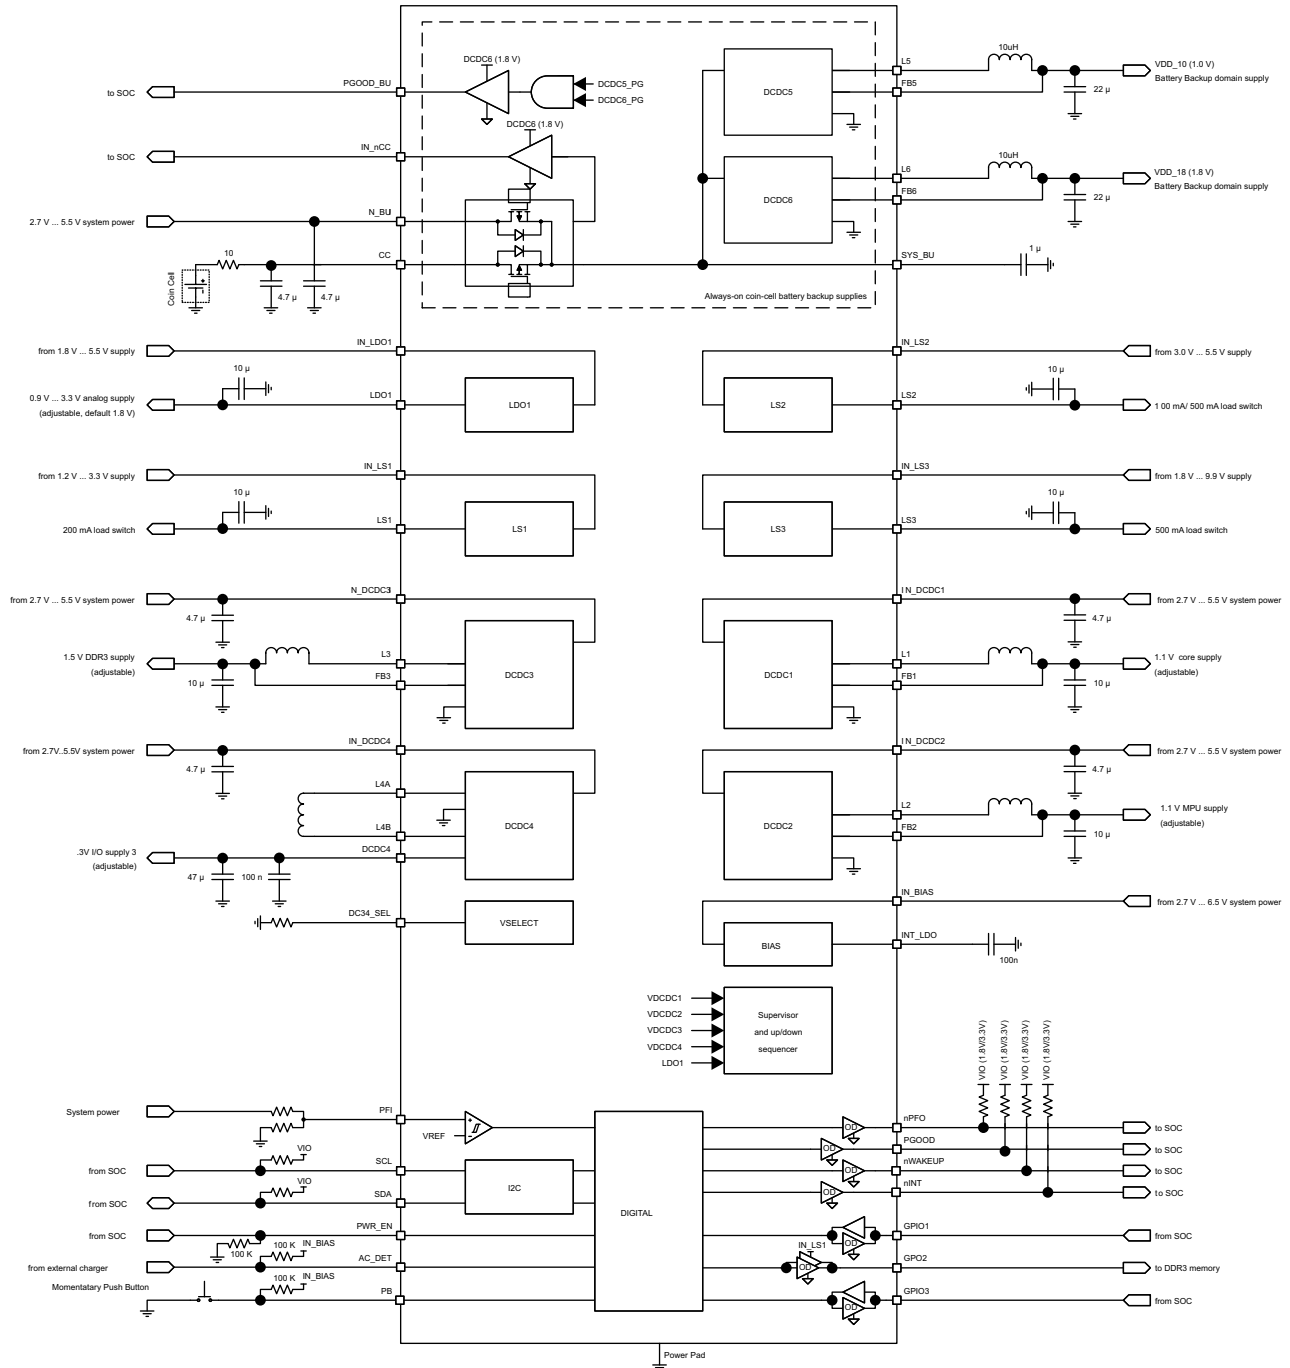 DCDC6 (1.8 V)
PGOOD_BU
to SOC
DCDC5_PG
DCDC6_PG
DCDC6 (1.8 V)
IN_nCC
to SOC
N_BU
2.7 V ... 5.5 V system power
10
CC
Coin Cell
+
-
4.7 µ
4.7 µ
DCDC5
L5
FB5
10uH
22 µ
VDD_10 (1.0 V)
Battery Backup domain supply
DCDC6
L6
FB6
10uH
22 µ
VDD_18 (1.8 V)
Battery Backup domain supply
SYS_BU
1 µ
Always-on coin-cell battery backup supplies
from 1.8 V ... 5.5 V supply
IN_LDO1
10 µ
0.9 V ... 3.3 V analog supply
(adjustable, default 1.8 V)
LDO1
LDO1
IN_LS2
from 3.0 V ... 5.5 V supply
LS2
LS2
10 µ
1 00 mA/ 500 mA load switch
from 1.2 V ... 3.3 V supply
IN_LS1
10 µ
200 mA load switch
LS1
LS1
IN_LS3
from 1.8 V ... 9.9 V supply
LS3
LS3
10 µ
500 mA load switch
from 2.7 V ... 5.5 V system power
N_DCDC3
4.7 µ
1.5 V DDR3 supply
(adjustable)
10 µ
L3
FB3
DCDC3
IN_DCDC1
from 2.7 V ... 5.5 V system power
4.7 µ
DCDC1
L1
FB1
1.1 V core supply
(adjustable)
10 µ
from 2.7V..5.5V system power
IN_DCDC4
4.7 µ
L4A
L4B
DCDC4
DCDC4
.3V I/O supply 3
(adjustable)
47 µ
100 n
IN_DCDC2
from 2.7 V ... 5.5 V system power
4.7 µ
DCDC2
L2
FB2
1.1 V MPU supply
(adjustable)
10 µ
DC34_SEL
VSELECT
IN_BIAS
from 2.7 V ... 6.5 V system power
BIAS
INT_LDO
100n
VDCDC1
VDCDC2
VDCDC3
VDCDC4
LDO1
Supervisor
and up/down
sequencer
VIO (1.8V/3.3V)
VIO (1.8V/3.3V)
VIO (1.8V/3.3V)
VIO (1.8V/3.3V)
System power
PFI
VREF
+
-
VIO
from SOC
SCL
VIO
from SOC
SDA
I2C
DIGITAL
from SOC
PWR_EN
100 K
100 K
IN_BIAS
from external charger
AC_DET
Momentatary Push Button
100 K
IN_BIAS
PB
OD
nPFO
to SOC
OD
PGOOD
to SOC
OD
nWAKEUP
to SOC
OD
nINT
to SOC
OD
GPIO1
from SOC
IN_LS1
OD
GPO2
to DDR3 memory
OD
GPIO3
from SOC
Power Pad